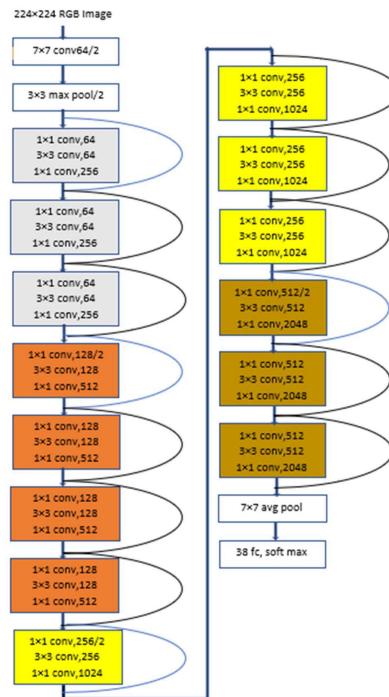 224×224 RGB Image
7×7 conv64/2
3×3 max pool/2
1×1 conv,64
3×3 conv,64
1×1 conv,256
1×1 conv,64
3×3 conv,64
1×1 conv,256
1×1 conv,64
3×3 conv,64
1×1 conv,256
1×1 conv,128/2
3×3 conv,128
1×1 conv,512
1×1 conv,128
3×3 conv,128
1×1 conv,512
1×1 conv,128
3×3 conv,128
1×1 conv,512
1×1 conv,128
3×3 conv,128
1×1 conv,512
1×1 conv,256/2
3×3 conv,256
1×1 conv,1024
1×1 conv,256
3×3 conv,256
1×1 conv,1024
1×1 conv,256
3×3 conv,256
1×1 conv,1024
1×1 conv,256
3×3 conv,256
1×1 conv,1024
1×1 conv,512/2
3×3 conv,512
1×1 conv,2048
1×1 conv,512
3×3 conv,512
1×1 conv,2048
1×1 conv,512
3×3 conv,512
1×1 conv,2048
7×7 avg pool
38 fc, soft max